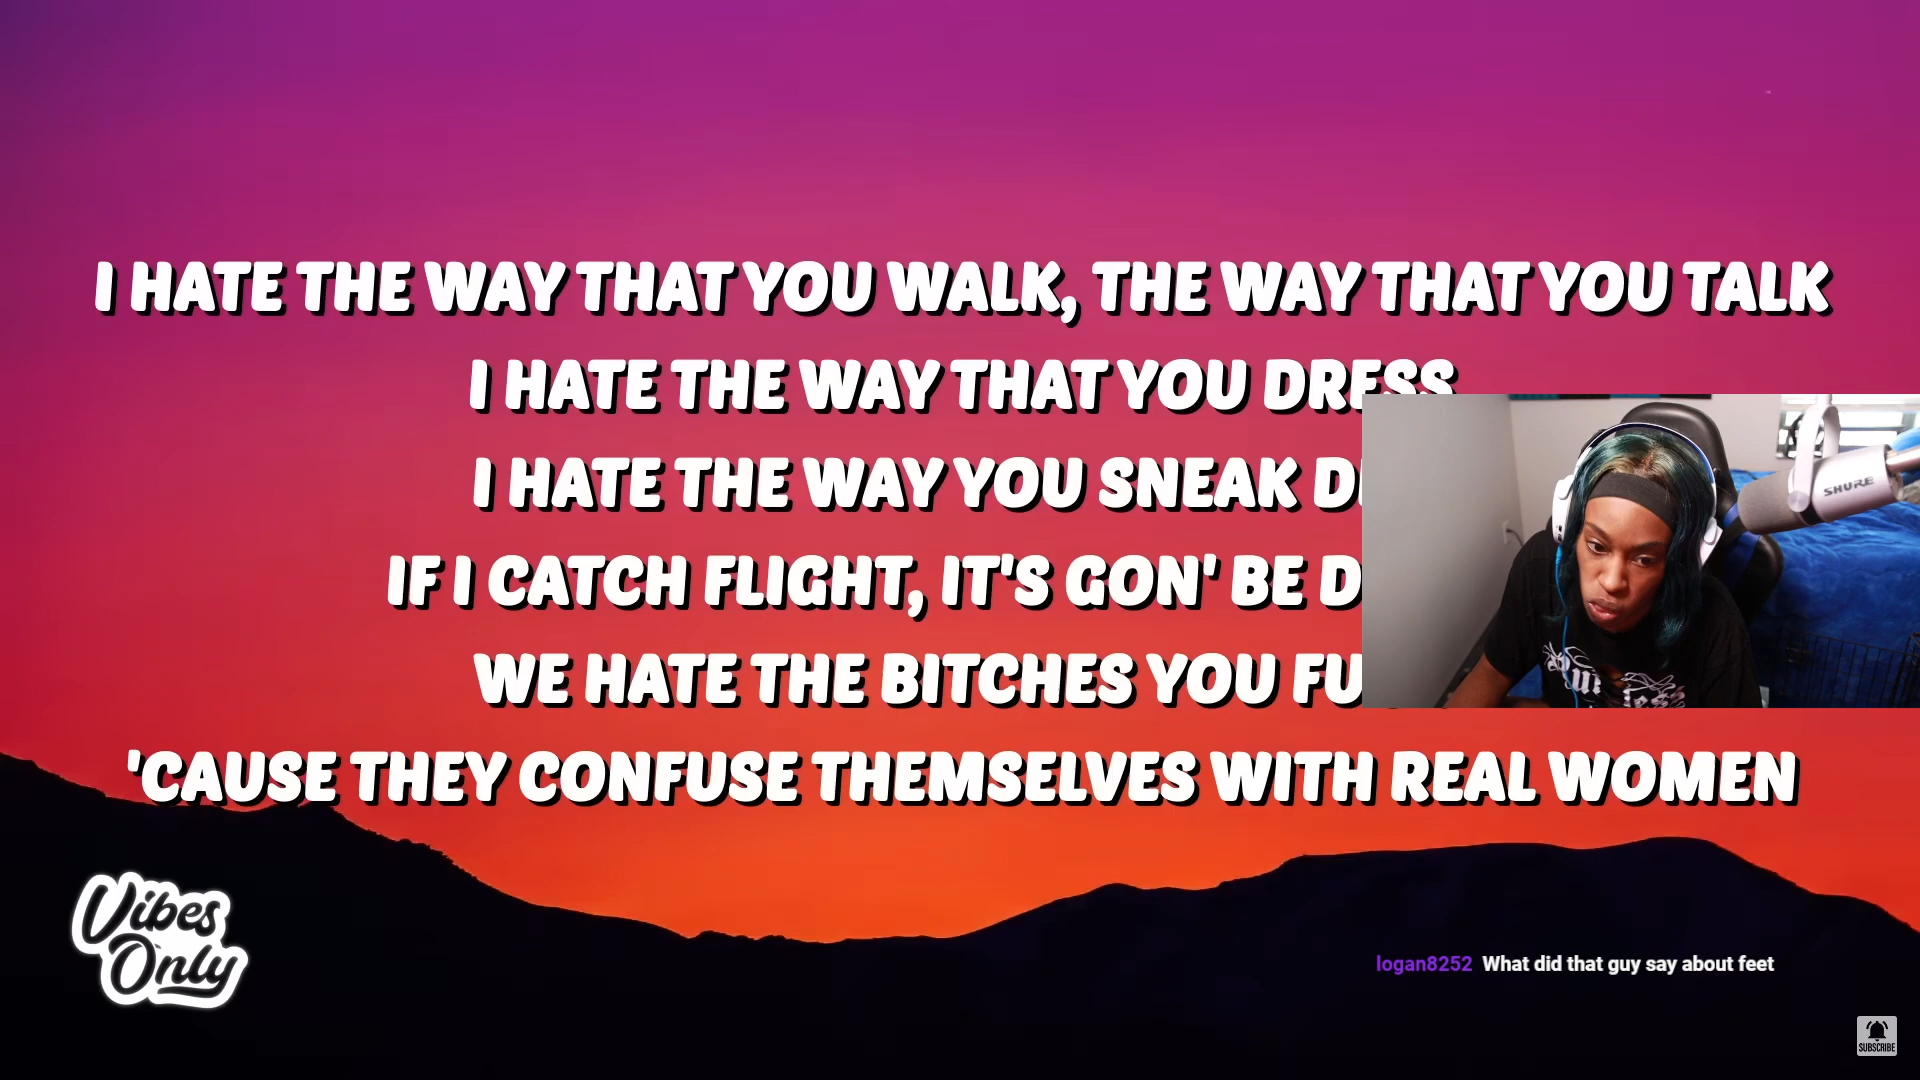 I HATE THE WAY THAT YOU WALK, THE WAY THAT YOU TALK
I HATE THE WAY THAT YOU DRESS
I HATE THE WAY YOU SNEAK
IF I CATCH FLIGHT, IT'S GON' BE
WE HATE THE BITCHES YOU
'CAUSE THEY CONFUSE THEMSELVES WITH REAL WOMEN
SHURE
Vibes
Only
logan8252 What did that guy say about feet
SUBSCRIBE